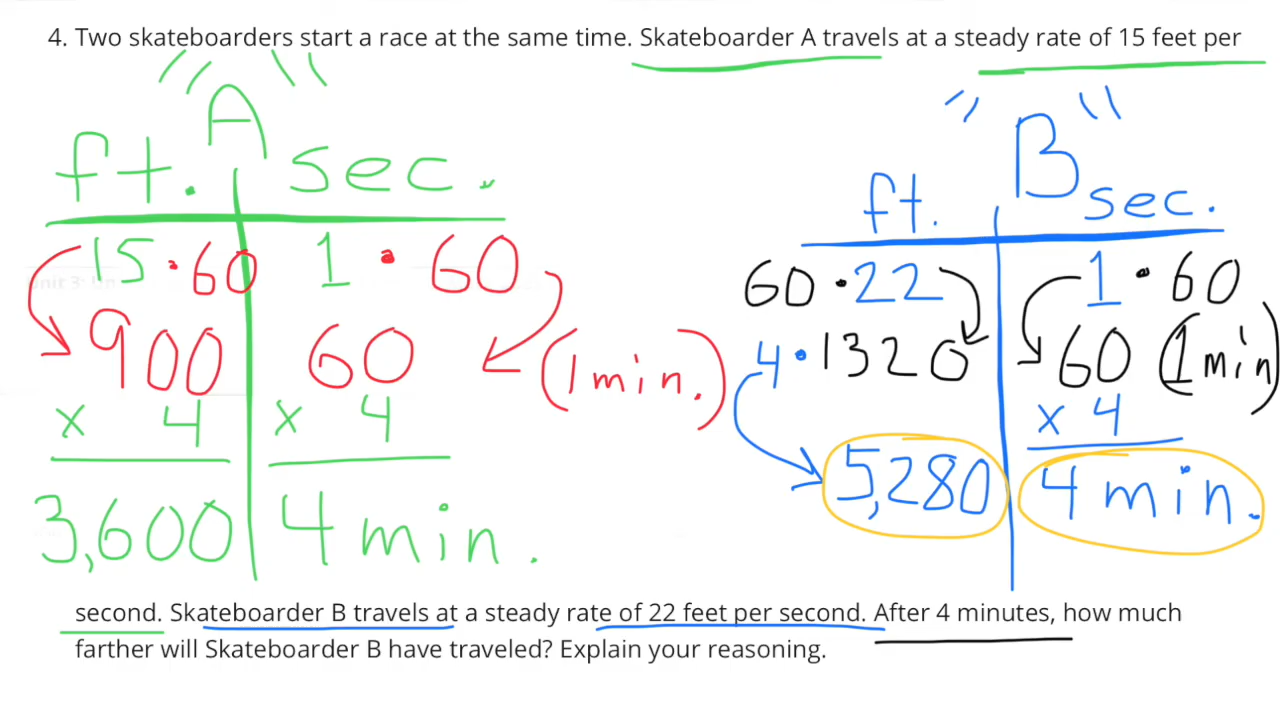 4. Two skateboarders start a race at the same time. Skateboarder A travels at a steady rate of 15 feet per
"A"
ft. sec.
15 · 60 1 · 60
900 60 (1 min.)
x 4 x 4
3,600 4 min.
"B"
ft. sec.
60 · 22 1 · 60
4 · 1320 60 (1 min)
x 4
5,280 4 min.
second. Skateboarder B travels at a steady rate of 22 feet per second. After 4 minutes, how much
farther will Skateboarder B have traveled? Explain your reasoning.